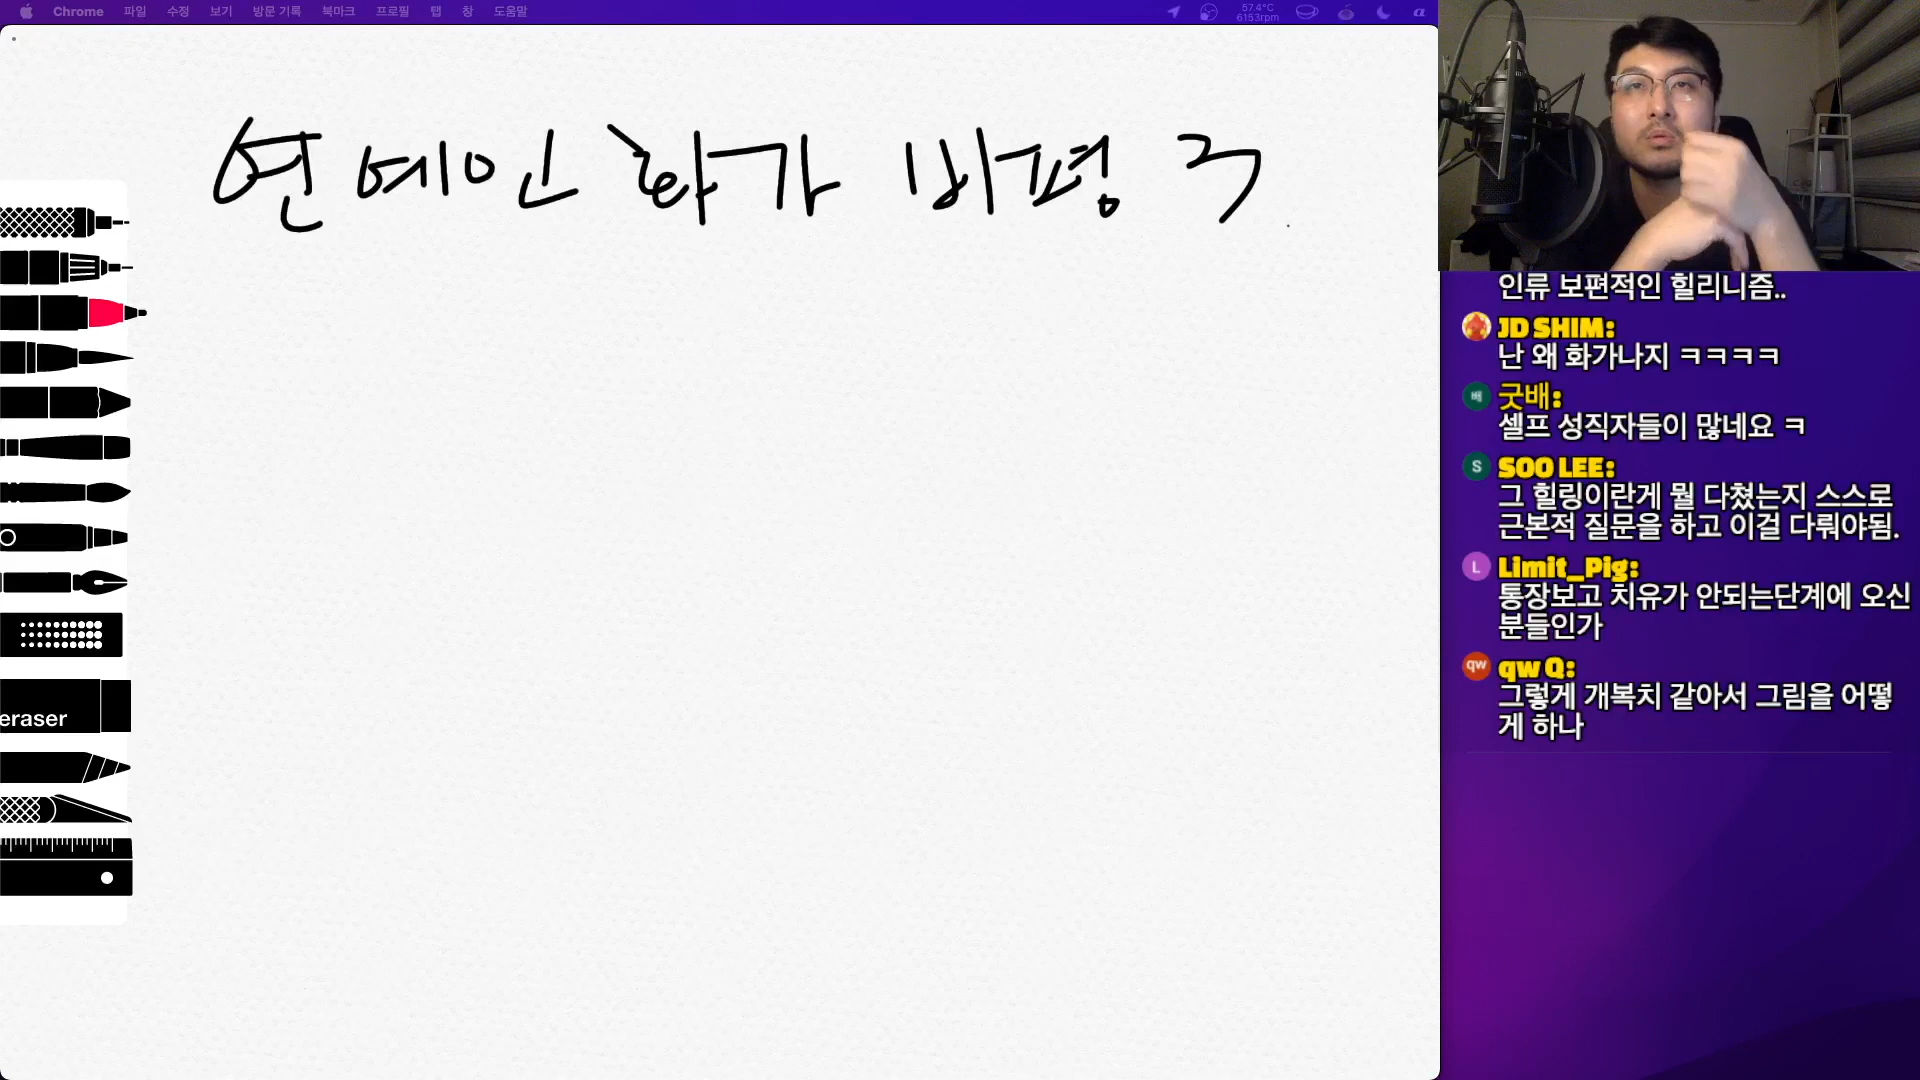 Chrome 파일 수정 보기 방문 기록 북마크 프로필 탭 창 도움말
57.4°C
6153rpm
연예인 화가 비평 구
eraser
인류 보편적인 힐리니즘..
JD SHIM:
난 왜 화가나지 ㅋㅋㅋㅋ
배
굿배:
셀프 성직자들이 많네요 ㅋ
S
SOO LEE:
그 힐링이란게 뭘 다쳤는지 스스로
근본적 질문을 하고 이걸 다뤄야됨.
L
Limit_Pig:
통장보고 치유가 안되는단계에 오신
분들인가
qw
qw Q:
그렇게 개복치 같아서 그림을 어떻
게 하나